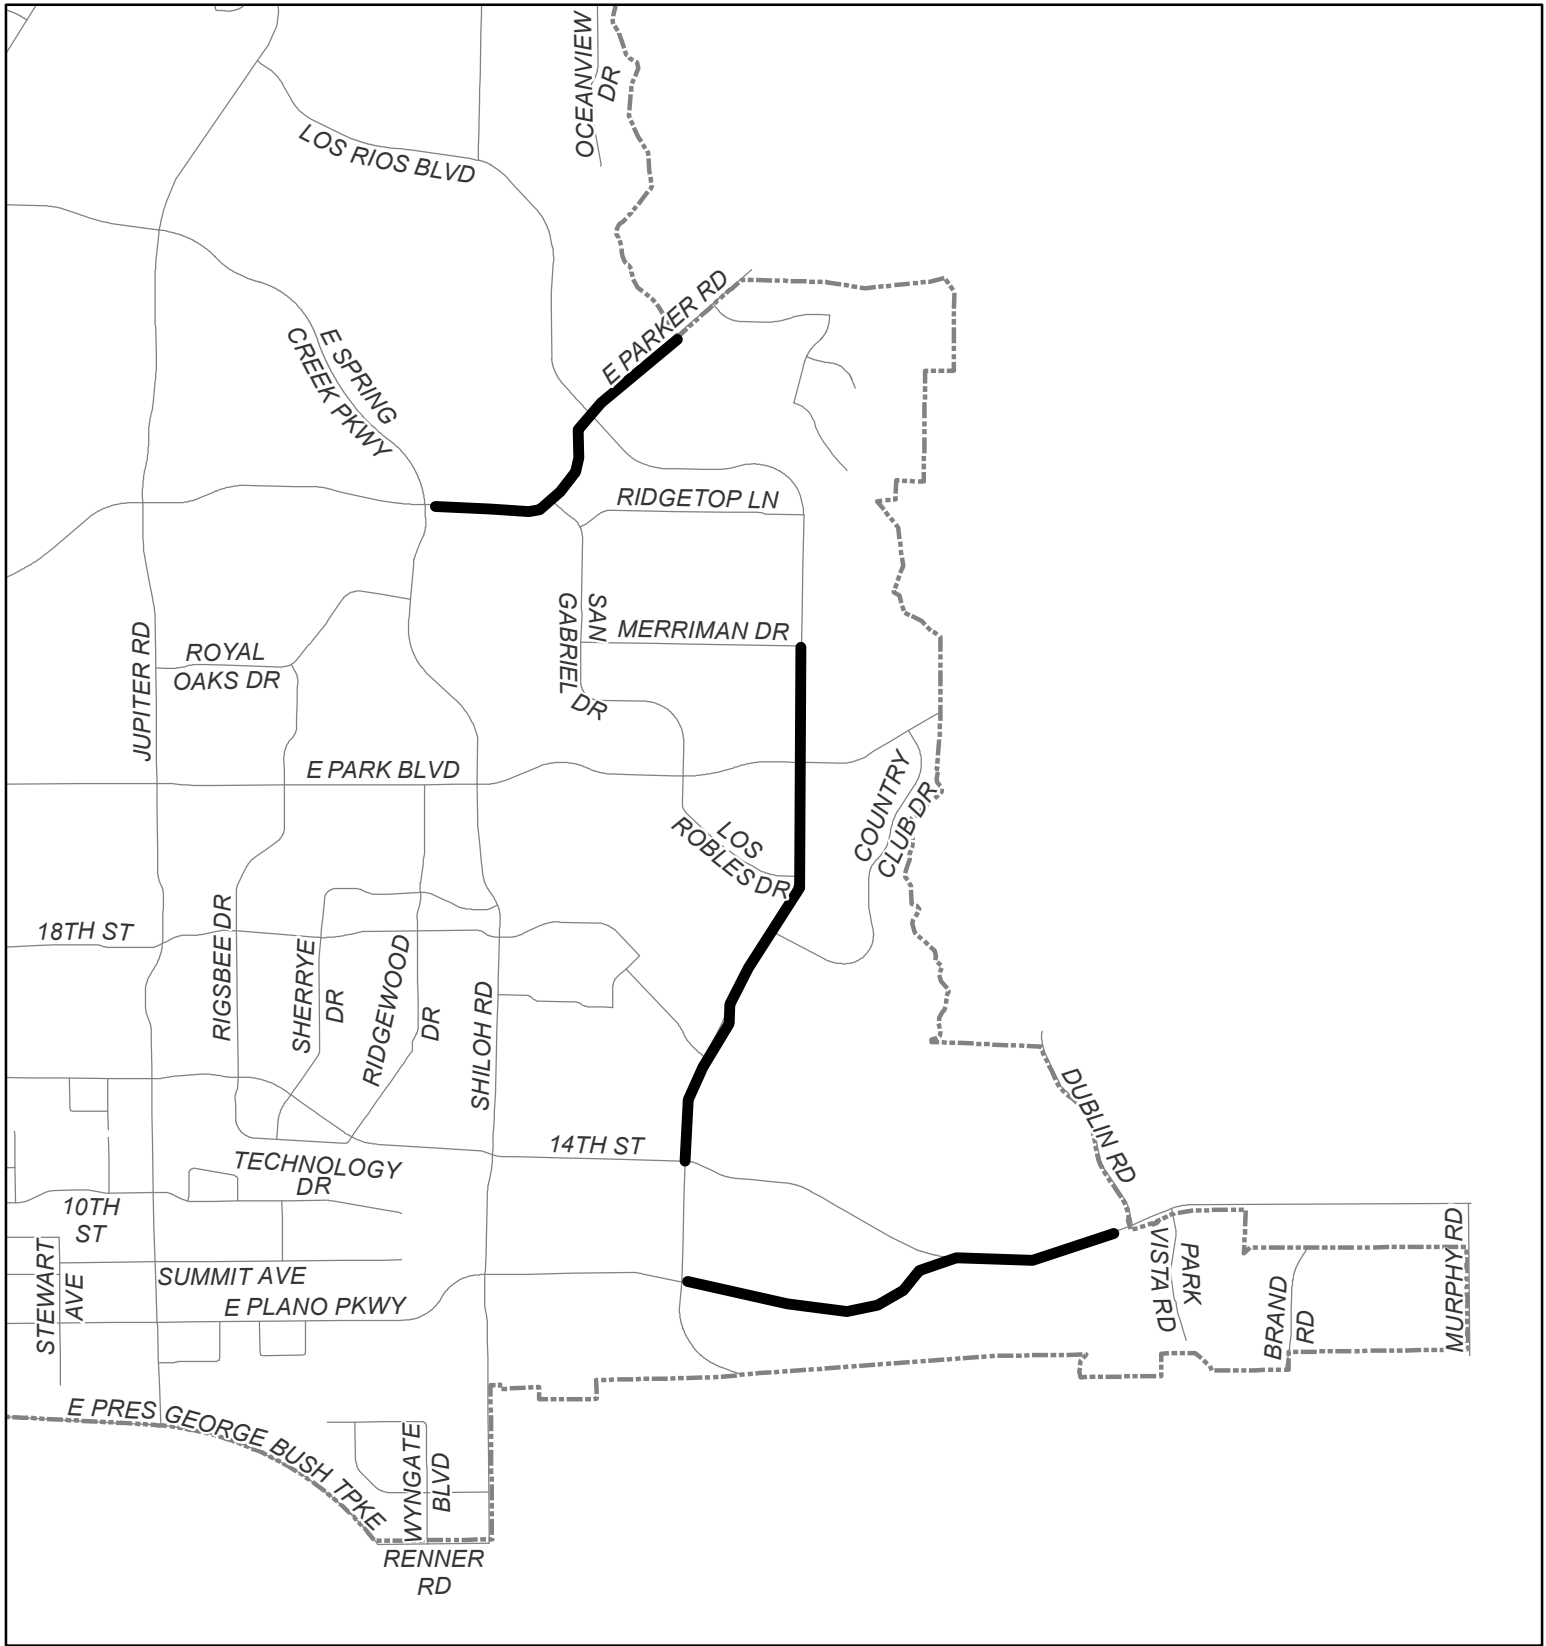 OCEANVIEW
DR
LOS RIOS BLVD
E PARKER RD
E SPRING
CREEK PKWY
RIDGETOP LN
SAN
GABRIEL
DR
MERRIMAN DR
JUPITER RD
ROYAL
OAKS DR
E PARK BLVD
COUNTRY
CLUB DR
LOS
ROBLES DR
18TH ST
RIGSBEE DR
SHERRYE
DR
RIDGEWOOD
DR
SHILOH RD
DUBLIN RD
14TH ST
TECHNOLOGY
DR
10TH
ST
STEWART
AVE
SUMMIT AVE
E PLANO PKWY
PARK
VISTA RD
BRAND
RD
MURPHY RD
E PRES GEORGE BUSH TPKE
WYNGATE
BLVD
RENNER
RD